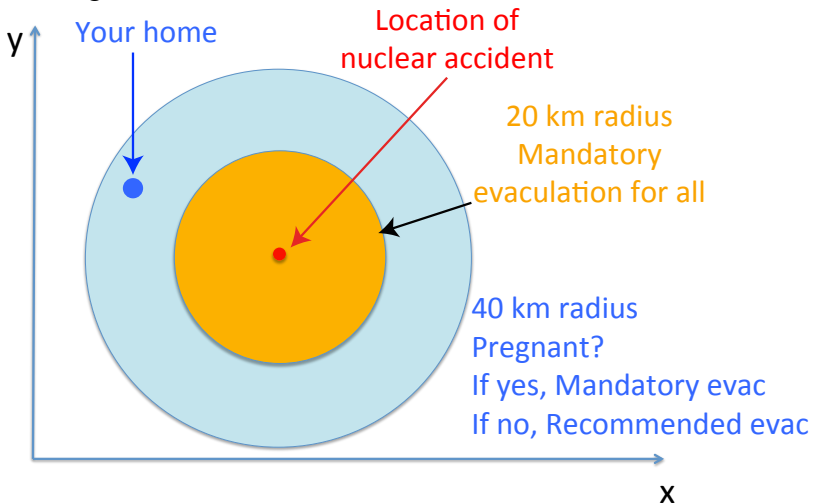 y
Your home
Location of
nuclear accident
20 km radius
Mandatory
evaculation for all
40 km radius
Pregnant?
If yes, Mandatory evac
If no, Recommended evac
x